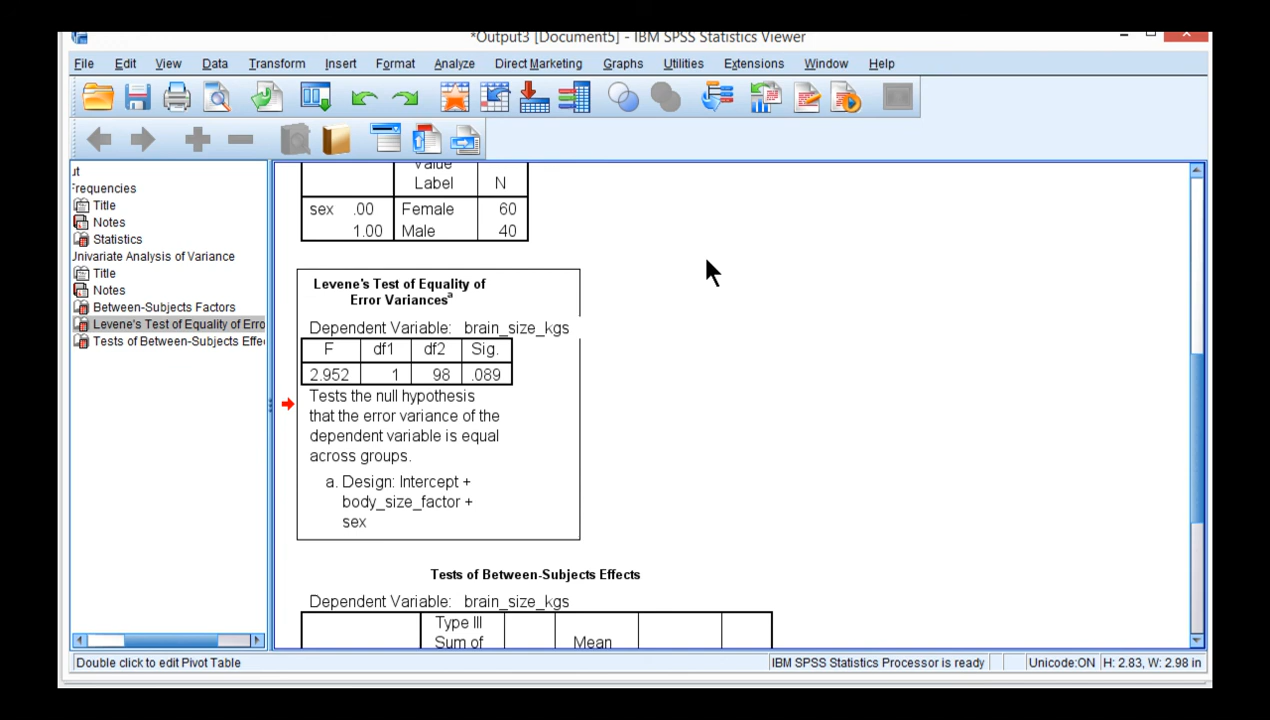 *Output3 [Document5] - IBM SPSS Statistics Viewer
File Edit View Data Transform Insert Format Analyze Direct Marketing Graphs Utilities Extensions Window Help
Title
Notes
Statistics
Title
Notes
Between-Subjects Factors
Levene's Test of Equality of Erro
Tests of Between-Subjects Effe
Value
Label N
sex .00 Female 60
1.00 Male 40
Levene's Test of Equality of
Error Variancesa
Dependent Variable: brain_size_kgs
F df1 df2 Sig.
2.952 1 98 .089
Tests the null hypothesis
that the error variance of the
dependent variable is equal
across groups.
a. Design: Intercept +
body_size_factor +
sex
Tests of Between-Subjects Effects
Dependent Variable: brain_size_kgs
Type III
Sum of Mean
Double click to edit Pivot Table
IBM SPSS Statistics Processor is ready
Unicode:ON
H: 2.83, W: 2.98 in